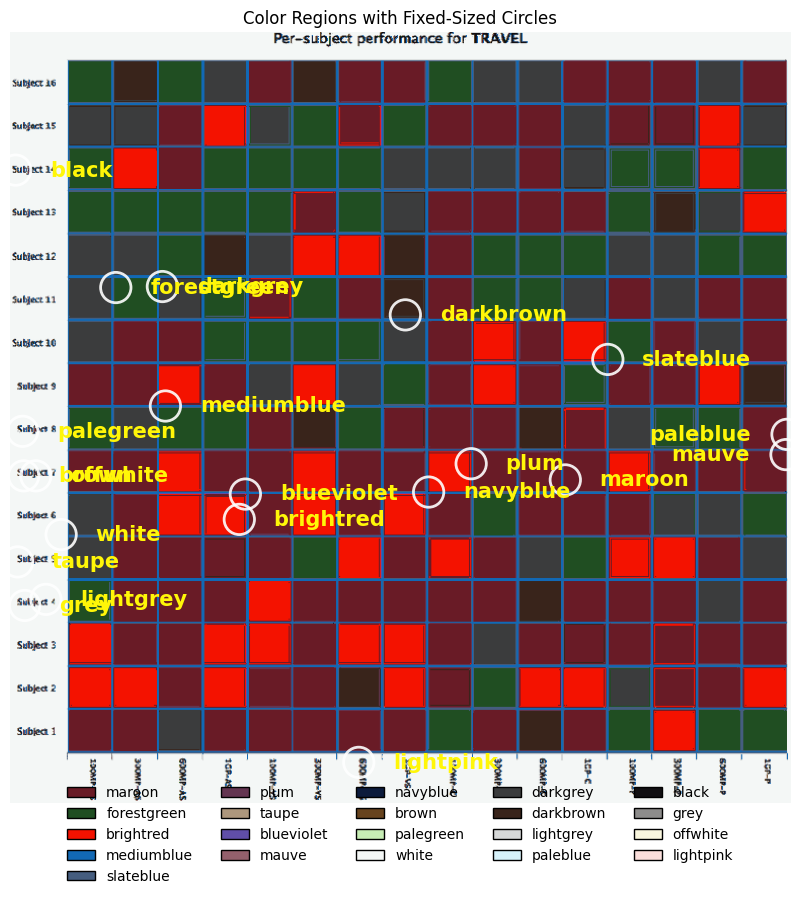 Color Regions with Fixed-Sized Circles
Per-subject performance for TRAVEL
Subject 16
Subject 15
Subject 14
black
Subject 13
Subject 12
Subject 11
forestgreen
darkgrey
darkbrown
Subject 10
slateblue
Subject 9
mediumblue
Subject 8
palegreen
paleblue
mauve
Subject 7
brown
offwhite
plum
maroon
blueviolet
navyblue
Subject 6
brightred
white
Subject 5
taupe
Subject 4
grey
lightgrey
Subject 3
Subject 2
Subject 1
lightpink
maroon plum navyblue darkgrey black
forestgreen taupe brown darkbrown grey
brightred blueviolet palegreen lightgrey offwhite
mediumblue mauve white paleblue lightpink
slateblue